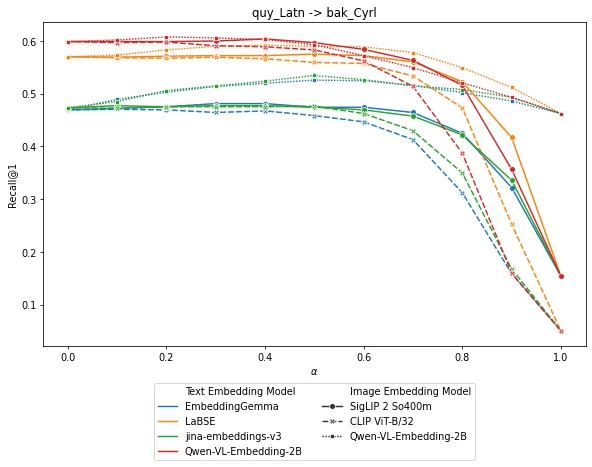 quy_Latn -> bak_Cyrl
Recall@1
0.6
0.5
0.4
0.3
0.2
0.1
0.0 0.2 0.4 0.6 0.8 1.0
α
Text Embedding Model
EmbeddingGemma
LaBSE
jina-embeddings-v3
Qwen-VL-Embedding-2B
Image Embedding Model
SigLIP 2 So400m
CLIP ViT-B/32
Qwen-VL-Embedding-2B